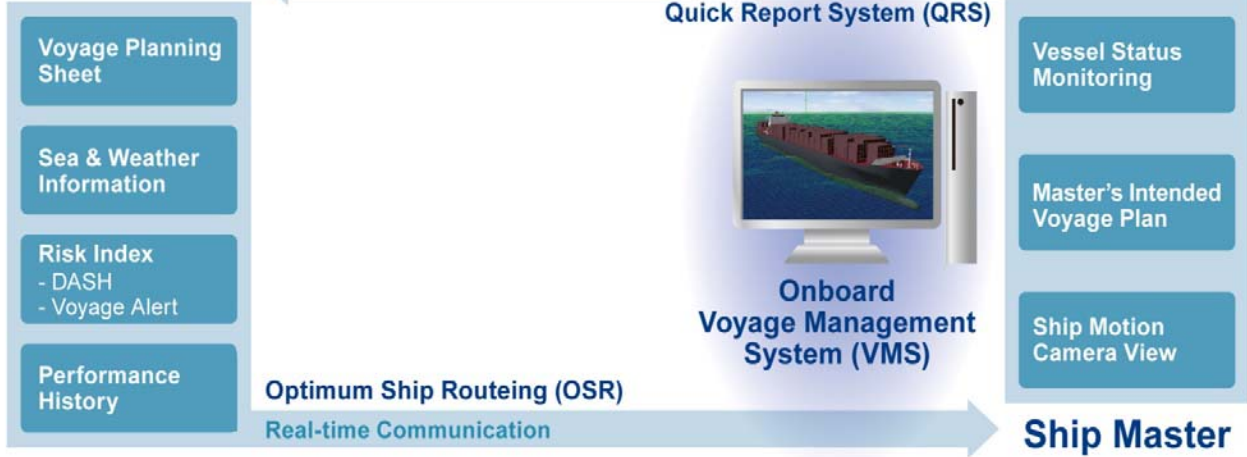 Quick Report System (QRS)
Voyage Planning
Sheet
Sea & Weather
Information
Risk Index
- DASH
- Voyage Alert
Performance
History
Optimum Ship Routeing (OSR)
Real-time Communication
Onboard
Voyage Management
System (VMS)
Vessel Status
Monitoring
Master's Intended
Voyage Plan
Ship Motion
Camera View
Ship Master